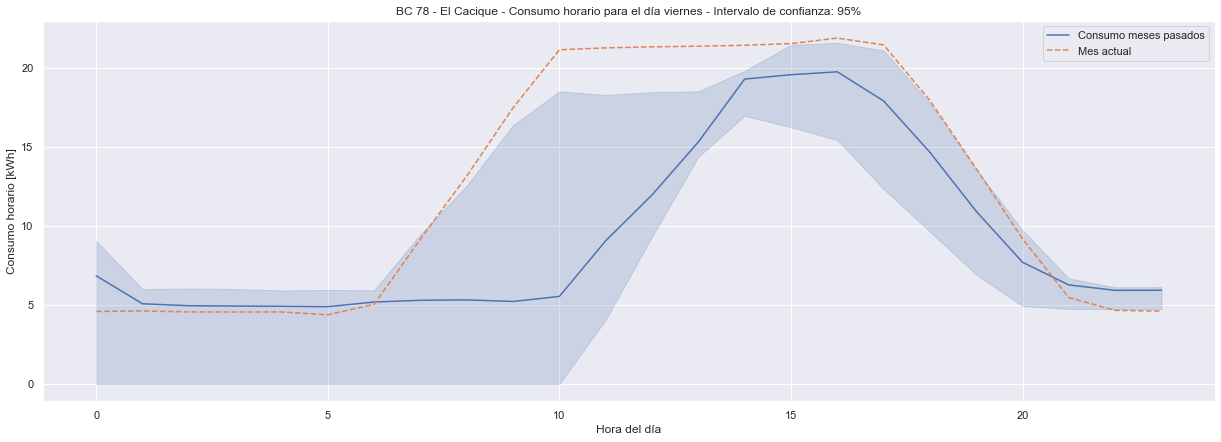 BC 78 - El Cacique - Consumo horario para el día viernes - Intervalo de confianza: 95%
Consumo meses pasados
Mes actual
Consumo horario [kWh]
20
15
10
5
0
0 5 10 15 20
Hora del día